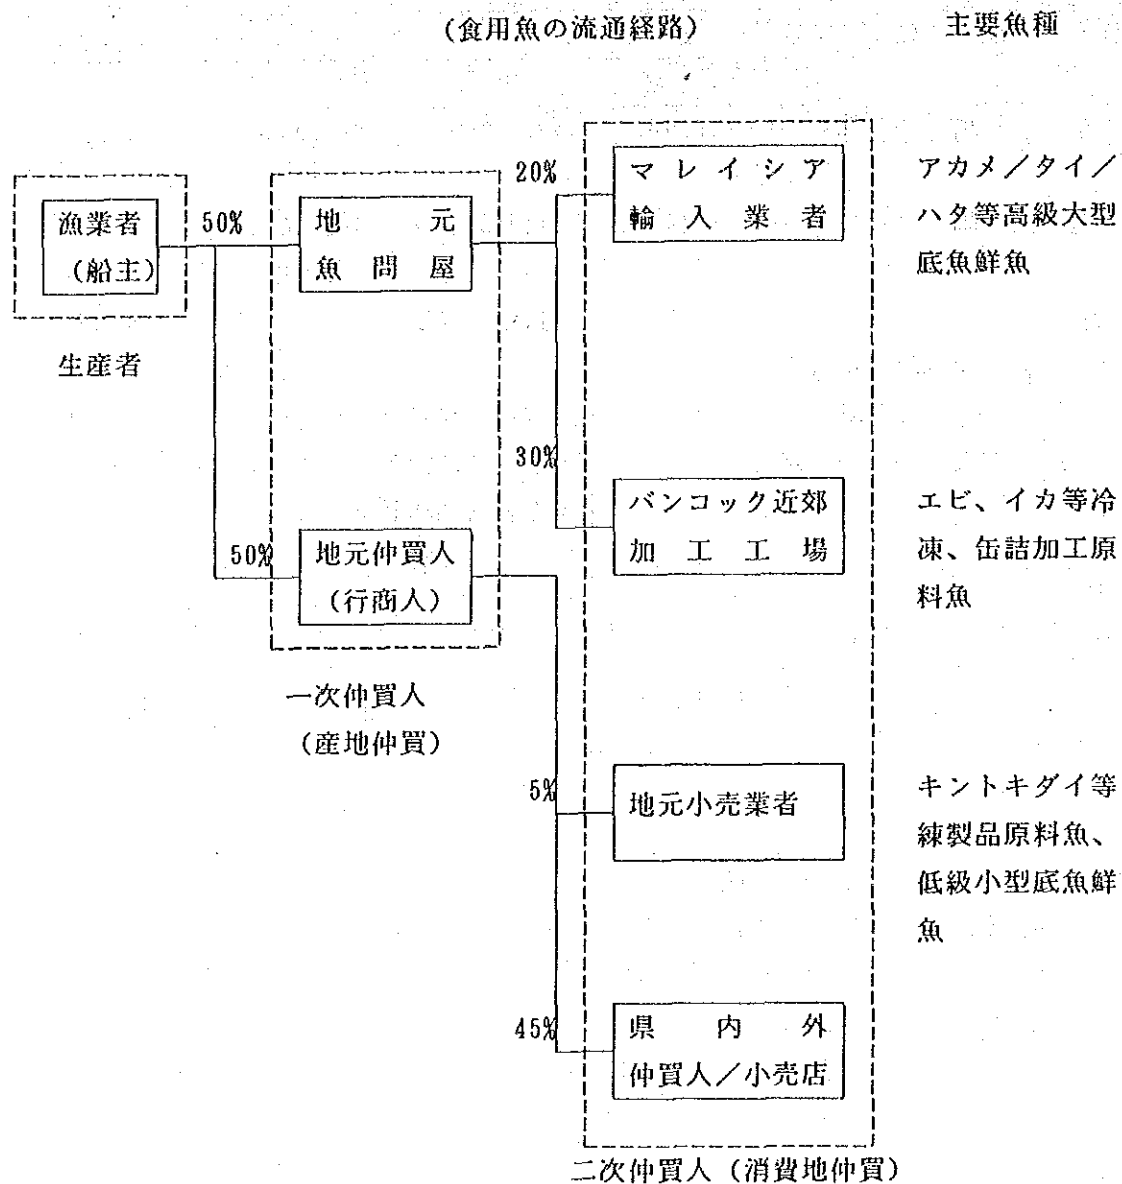 (食用魚の流通経路)
主要魚種
漁業者
(船主)
生産者
50%
地元
魚問屋
50%
地元仲買人
(行商人)
一次仲買人
(産地仲買)
20%
マレイシア
輸入業者
アカメ/タイ/
ハタ等高級大型
底魚鮮魚
30%
バンコック近郊
加工工場
エビ、イカ等冷
凍、缶詰加工原
料魚
5%
地元小売業者
キントキダイ等
練製品原料魚、
低級小型底魚鮮
魚
45%
県内外
仲買人/小売店
二次仲買人(消費地仲買)